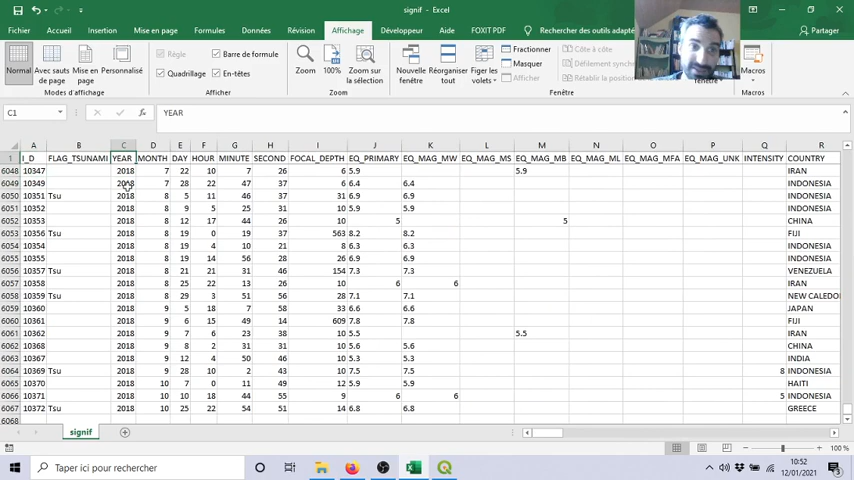 signif - Excel
Fichier Accueil Insertion Mise en page Formules Données Révision Affichage Développeur Aide FOXIT PDF Rechercher des outils adapté Partager
Normal Avec sauts de page Mise en page Personnalisé
Règle Barre de formule
Quadrillage En-têtes
Zoom 100% Zoom sur la sélection
Nouvelle fenêtre Réorganiser tout Figer les volets
Fractionner Masquer Afficher
Côte à côte
Défilement syn
Rétablir la position
Macros
Modes d'affichage Afficher Zoom Fenêtre Macros
C1 YEAR
A B C D E F G H I J K L M N O P Q R
1 I_D FLAG_TSUNAMI YEAR MONTH DAY HOUR MINUTE SECOND FOCAL_DEPTH EQ_PRIMARY EQ_MAG_MW EQ_MAG_MS EQ_MAG_MB EQ_MAG_ML EQ_MAG_MFA EQ_MAG_UNK INTENSITY COUNTRY
6048 10347 2018 7 22 10 7 26 6 5.9 5.9 IRAN
6049 10349 2018 7 28 22 47 37 6 6.4 6.4 INDONESIA
6050 10351 Tsu 2018 8 5 11 46 37 31 6.9 6.9 INDONESIA
6051 10352 2018 8 9 5 25 31 10 5.9 5.9 INDONESIA
6052 10353 2018 8 12 17 44 26 10 5 5 CHINA
6053 10356 Tsu 2018 8 19 0 19 37 563 8.2 8.2 FIJI
6054 10354 2018 8 19 4 10 21 8 6.3 6.3 INDONESIA
6055 10355 2018 8 19 14 56 28 26 6.9 6.9 INDONESIA
6056 10357 Tsu 2018 8 21 21 31 46 154 7.3 7.3 VENEZUELA
6057 10358 2018 8 25 22 13 26 10 6 6 IRAN
6058 10359 Tsu 2018 8 29 3 51 56 28 7.1 7.1 NEW CALEDO
6059 10360 2018 9 5 18 7 58 33 6.6 6.6 JAPAN
6060 10361 2018 9 6 15 49 14 609 7.8 7.8 FIJI
6061 10362 2018 9 7 6 23 38 10 5.5 5.5 IRAN
6062 10368 2018 9 8 2 31 31 10 5.6 5.6 CHINA
6063 10367 2018 9 12 4 50 46 10 5.3 5.3 INDIA
6064 10369 Tsu 2018 9 28 10 2 43 10 7.5 7.5 8 INDONESIA
6065 10370 2018 10 7 0 11 49 12 5.9 5.9 HAITI
6066 10371 2018 10 10 18 44 55 9 6 6 5 INDONESIA
6067 10372 Tsu 2018 10 25 22 54 51 14 6.8 6.8 GREECE
6068
signif
100 %
Taper ici pour rechercher
10:52
12/01/2021
3